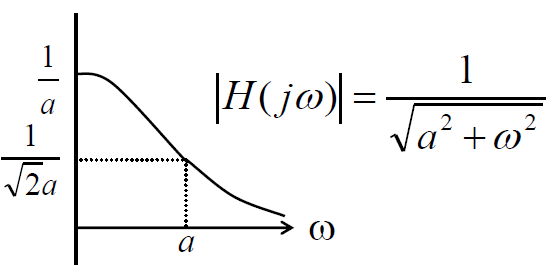 1/a
|H(jω)| = 1/√(a² + ω²)
1/(√2a)
a
ω